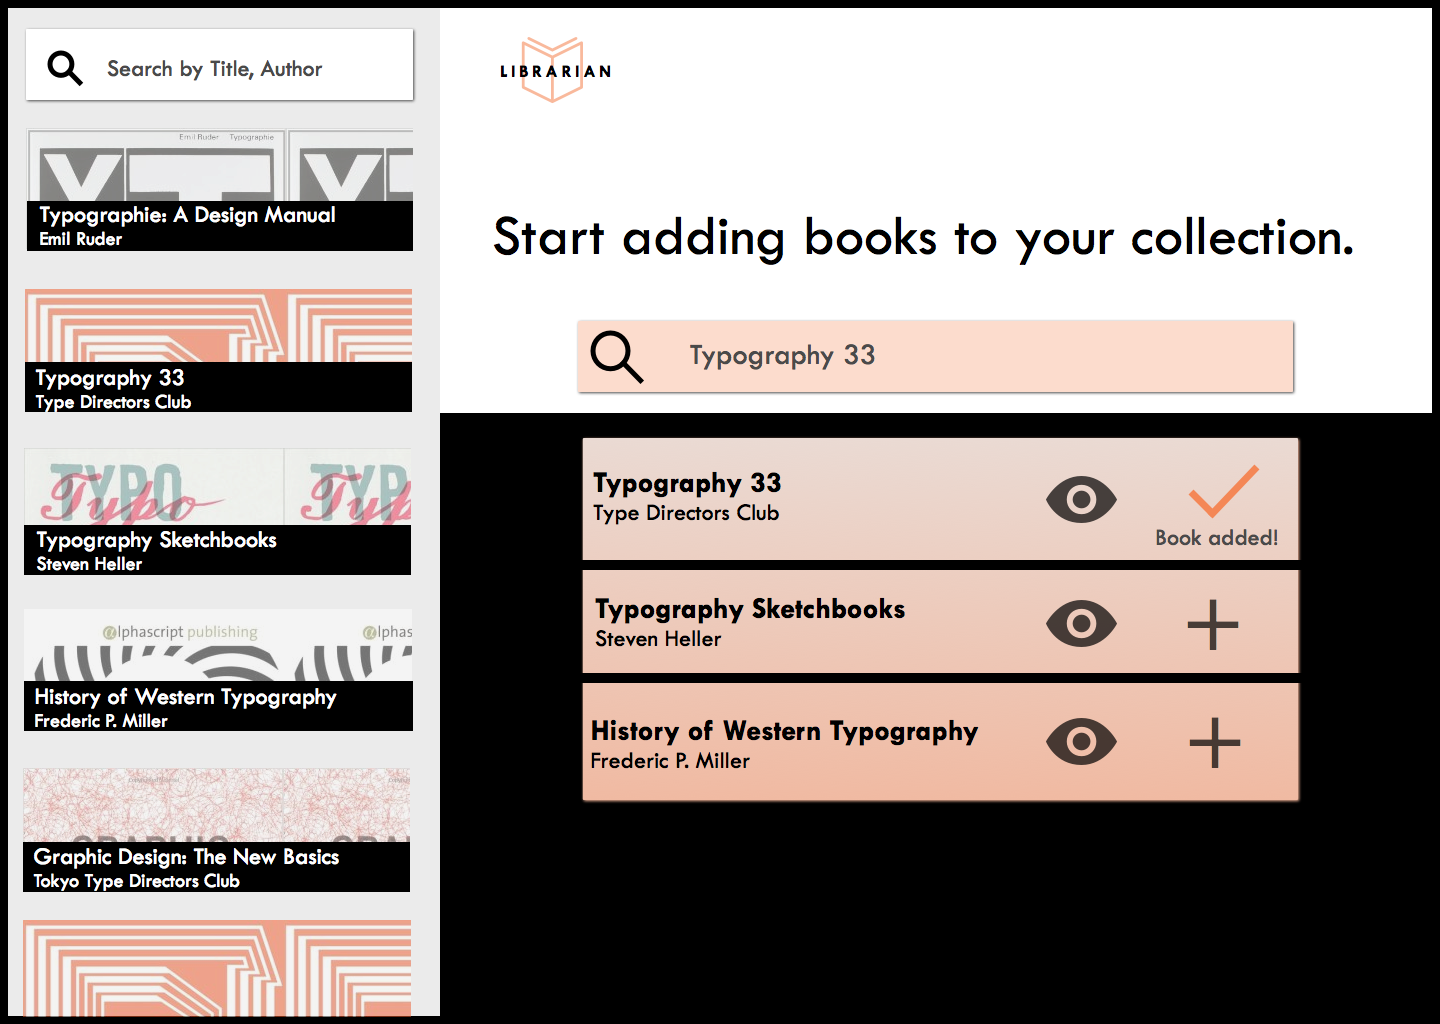 Search by Title, Author
Emil Ruder Typographie
Typographie: A Design Manual
Emil Ruder
Typography 33
Type Directors Club
TYPO TYP
Typo Typ
Typography Sketchbooks
Steven Heller
@lphascript publishing @lphas
History of Western Typography
Frederic P. Miller
Graphic Design: The New Basics
Tokyo Type Directors Club
LIBRARIAN
Start adding books to your collection.
Typography 33
Typography 33
Type Directors Club
Book added!
Typography Sketchbooks
Steven Heller
History of Western Typography
Frederic P. Miller